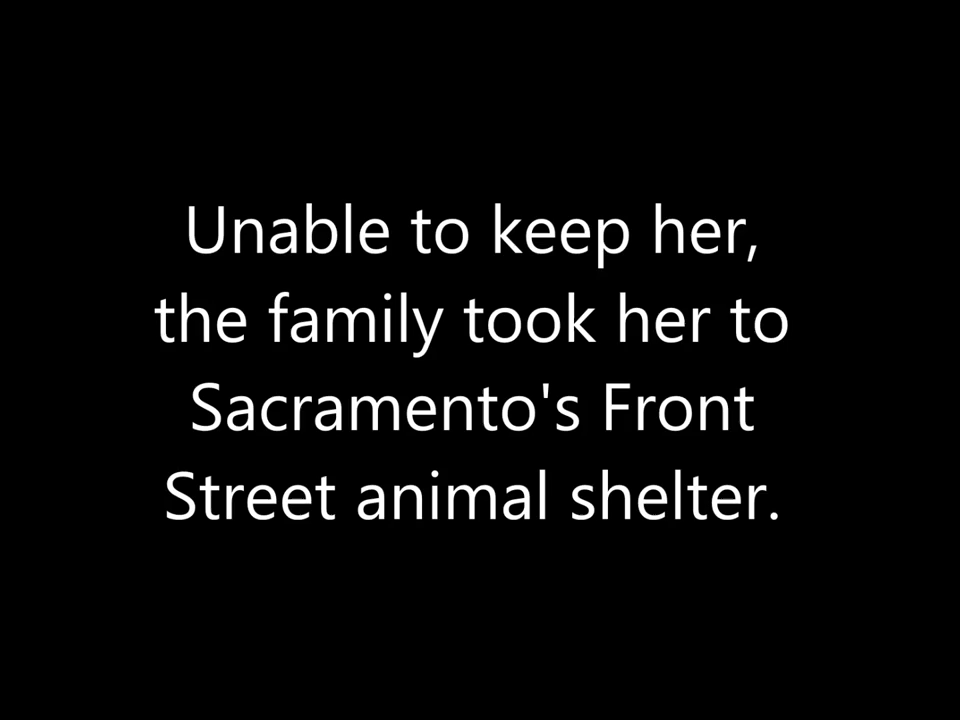 Unable to keep her,
the family took her to
Sacramento's Front
Street animal shelter.